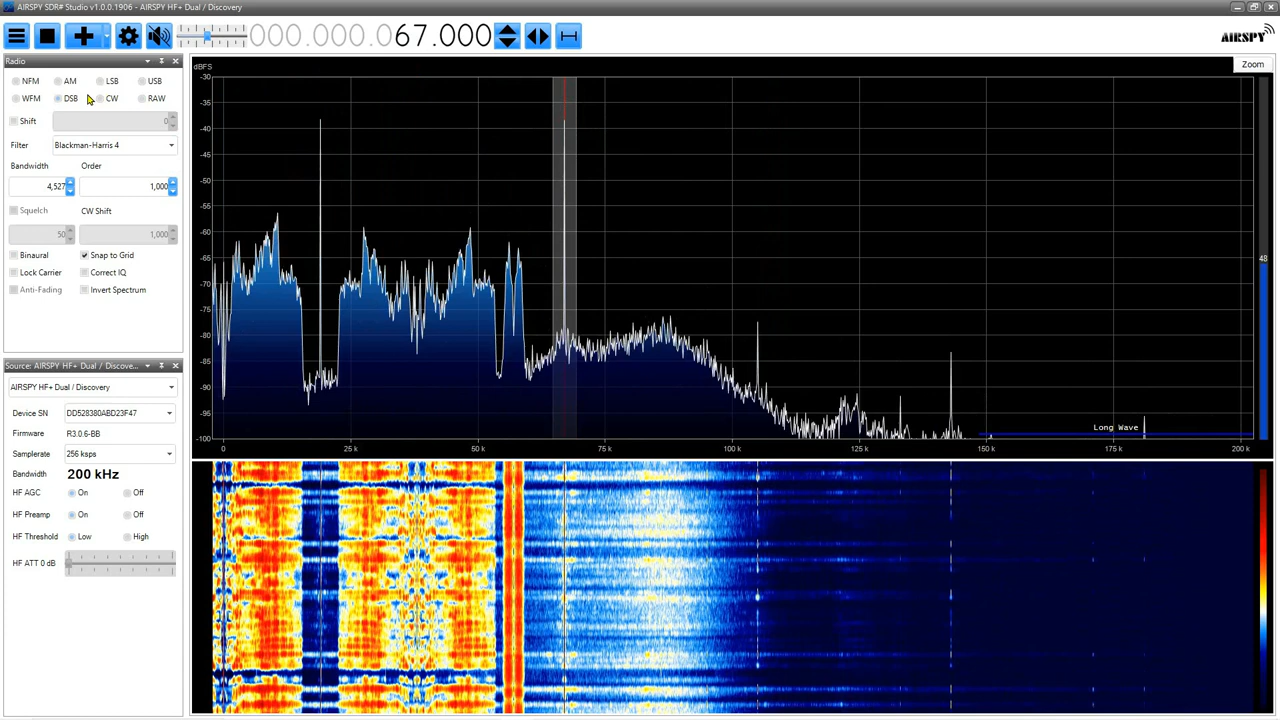 AIRSPY SDR# Studio v1.0.0.1906 - AIRSPY HF+ Dual / Discovery
000.000.067.000
AIRSPY
Radio
NFM AM LSB USB
WFM DSB CW RAW
Shift 0
Filter Blackman-Harris 4
Bandwidth Order
4,527 1,000
Squelch CW Shift
50 1,000
Binaural Snap to Grid
Lock Carrier Correct IQ
Anti-Fading Invert Spectrum
Source: AIRSPY HF+ Dual / Discove...
AIRSPY HF+ Dual / Discovery
Device SN DD528380ABD23F47
Firmware R3.0.6-BB
Samplerate 256 ksps
Bandwidth 200 kHz
HF AGC On Off
HF Preamp On Off
HF Threshold Low High
HF ATT 0 dB
dBFS
Zoom
-30
-35
-40
-45
-50
-55
-60
-65
-70
-75
-80
-85
-90
-95
-100
48
Long Wave
0 25 k 50 k 75 k 100 k 125 k 150 k 175 k 200 k